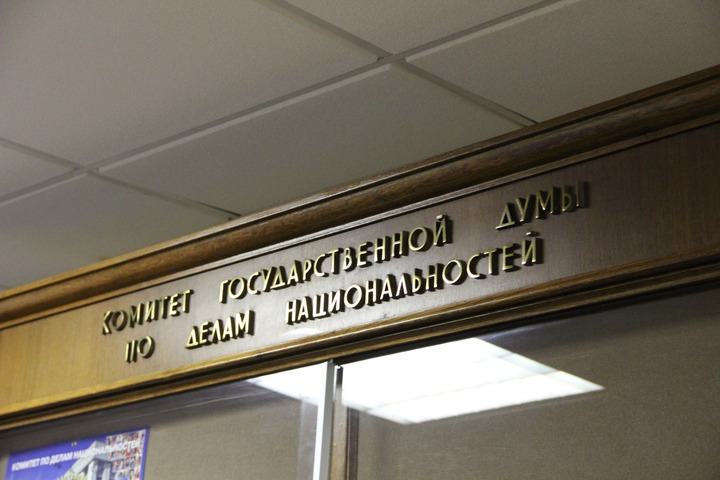 КОМИТЕТ ГОСУДАРСТВЕННОЙ ДУМЫ
ПО ДЕЛАМ НАЦИОНАЛЬНОСТЕЙ
КОМИТЕТ ПО ДЕЛАМ НАЦИОНАЛЬНОСТЕЙ